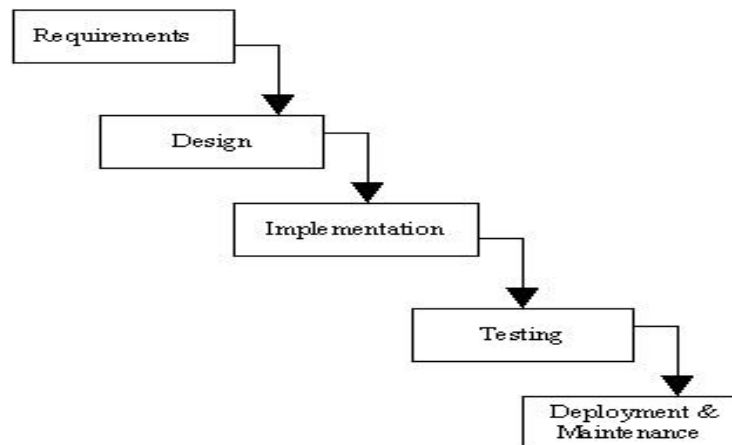 Requirements
Design
Implementation
Testing
Deployment &
Maintenance